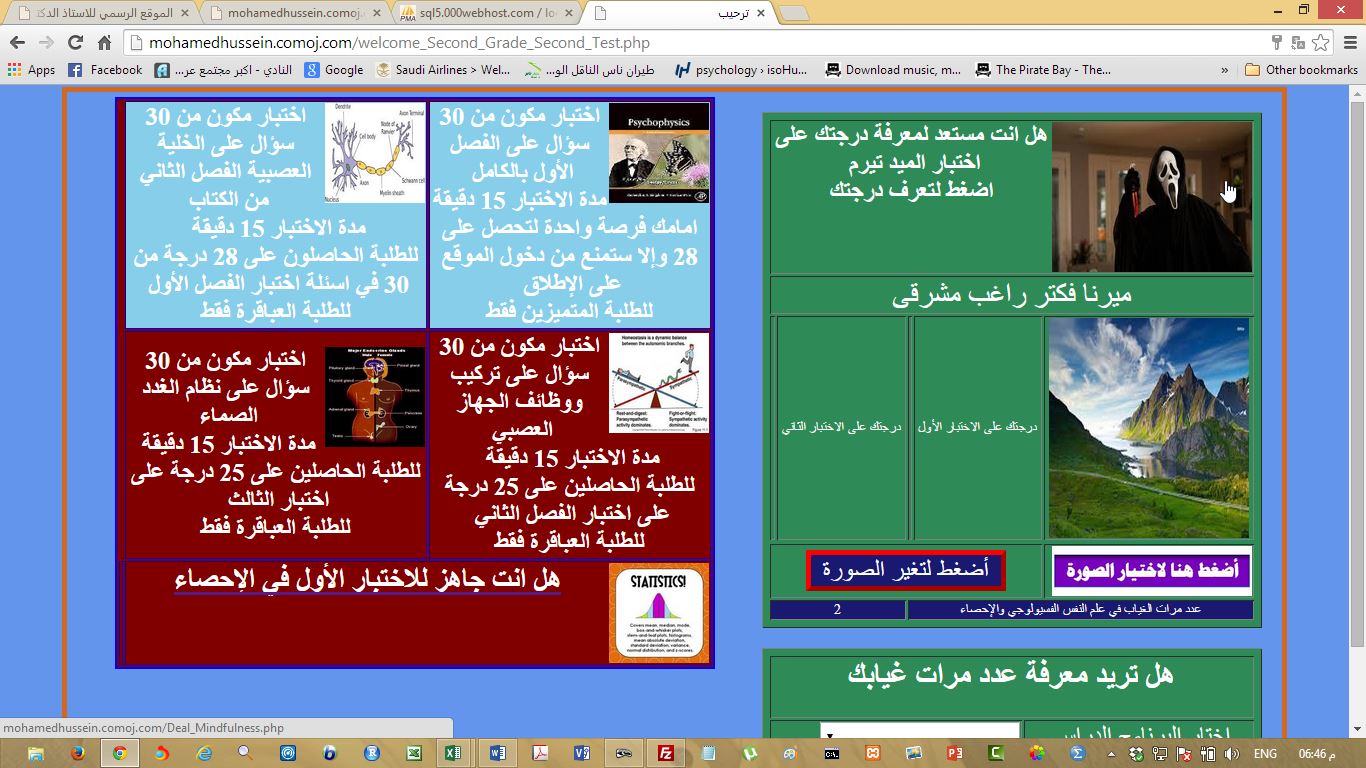 الموقع الرسمي للاستاذ الدكت
mohamedhussein.comoj.c
sql5.000webhost.com / lo
ترحيب
mohamedhussein.comoj.com/welcome_Second_Grade_Second_Test.php
Apps
Facebook
النادي - اكبر مجتمع عر...
Google
Saudi Airlines > Wel...
طيران ناس الناقل الو...
psychology › isoHu...
Download music, m...
The Pirate Bay - The...
»
Other bookmarks
هل انت مستعد لمعرفة درجتك على
اختبار الميد تيرم
اضغط لتعرف درجتك
ميرنا فكتر راغب مشرقى
درجتك على الاختبار الأول
درجتك على الاختبار الثاني
أضغط هنا لاختيار الصورة
أضغط لتغير الصورة
عدد مرات الغياب في علم النفس الفسيولوجي والإحصاء
2
هل تريد معرفة عدد مرات غيابك
Psychophysics
اختبار مكون من 30
سؤال على الفصل
الأول بالكامل
مدة الاختبار 15 دقيقة
امامك فرصة واحدة لتحصل على
28 وإلا ستمنع من دخول الموقع
على الإطلاق
للطلبة المتميزين فقط
Dendrite
Axon Terminal
Node of
Ranvier
Cell body
Schwann cell
Axon
Myelin sheath
Nucleus
اختبار مكون من 30
سؤال على الخلية
العصبية الفصل الثاني
من الكتاب
مدة الاختبار 15 دقيقة
للطلبة الحاصلون على 28 درجة من
30 في اسئلة اختبار الفصل الأول
للطلبة العباقرة فقط
Homeostasis is a dynamic balance
between the autonomic branches.
Parasympathetic
Sympathetic
Rest-and-digest:
Parasympathetic
activity dominates.
Fight-or-flight:
Sympathetic activity
dominates.
اختبار مكون من 30
سؤال على تركيب
ووظائف الجهاز
العصبي
مدة الاختبار 15 دقيقة
للطلبة الحاصلين على 25 درجة
على اختبار الفصل الثاني
للطلبة العباقرة فقط
Major Endocrine Glands
Male Female
Pituitary gland
Pineal gland
Thyroid gland
Thymus
Adrenal gland
Pancreas
Ovary
Testis
اختبار مكون من 30
سؤال على نظام الغدد
الصماء
مدة الاختبار 15 دقيقة
للطلبة الحاصلين على 25 درجة على
اختبار الثالث
للطلبة العباقرة فقط
STATISTICS!
Covers mean, median, mode,
box-and-whisker plots,
stem-and-leaf plots, histograms,
mean absolute deviation,
standard deviation, variance,
normal distribution, and z-scores.
هل انت جاهز للاختبار الأول في الإحصاء
mohamedhussein.comoj.com/Deal_Mindfulness.php
ENG
06:46 م